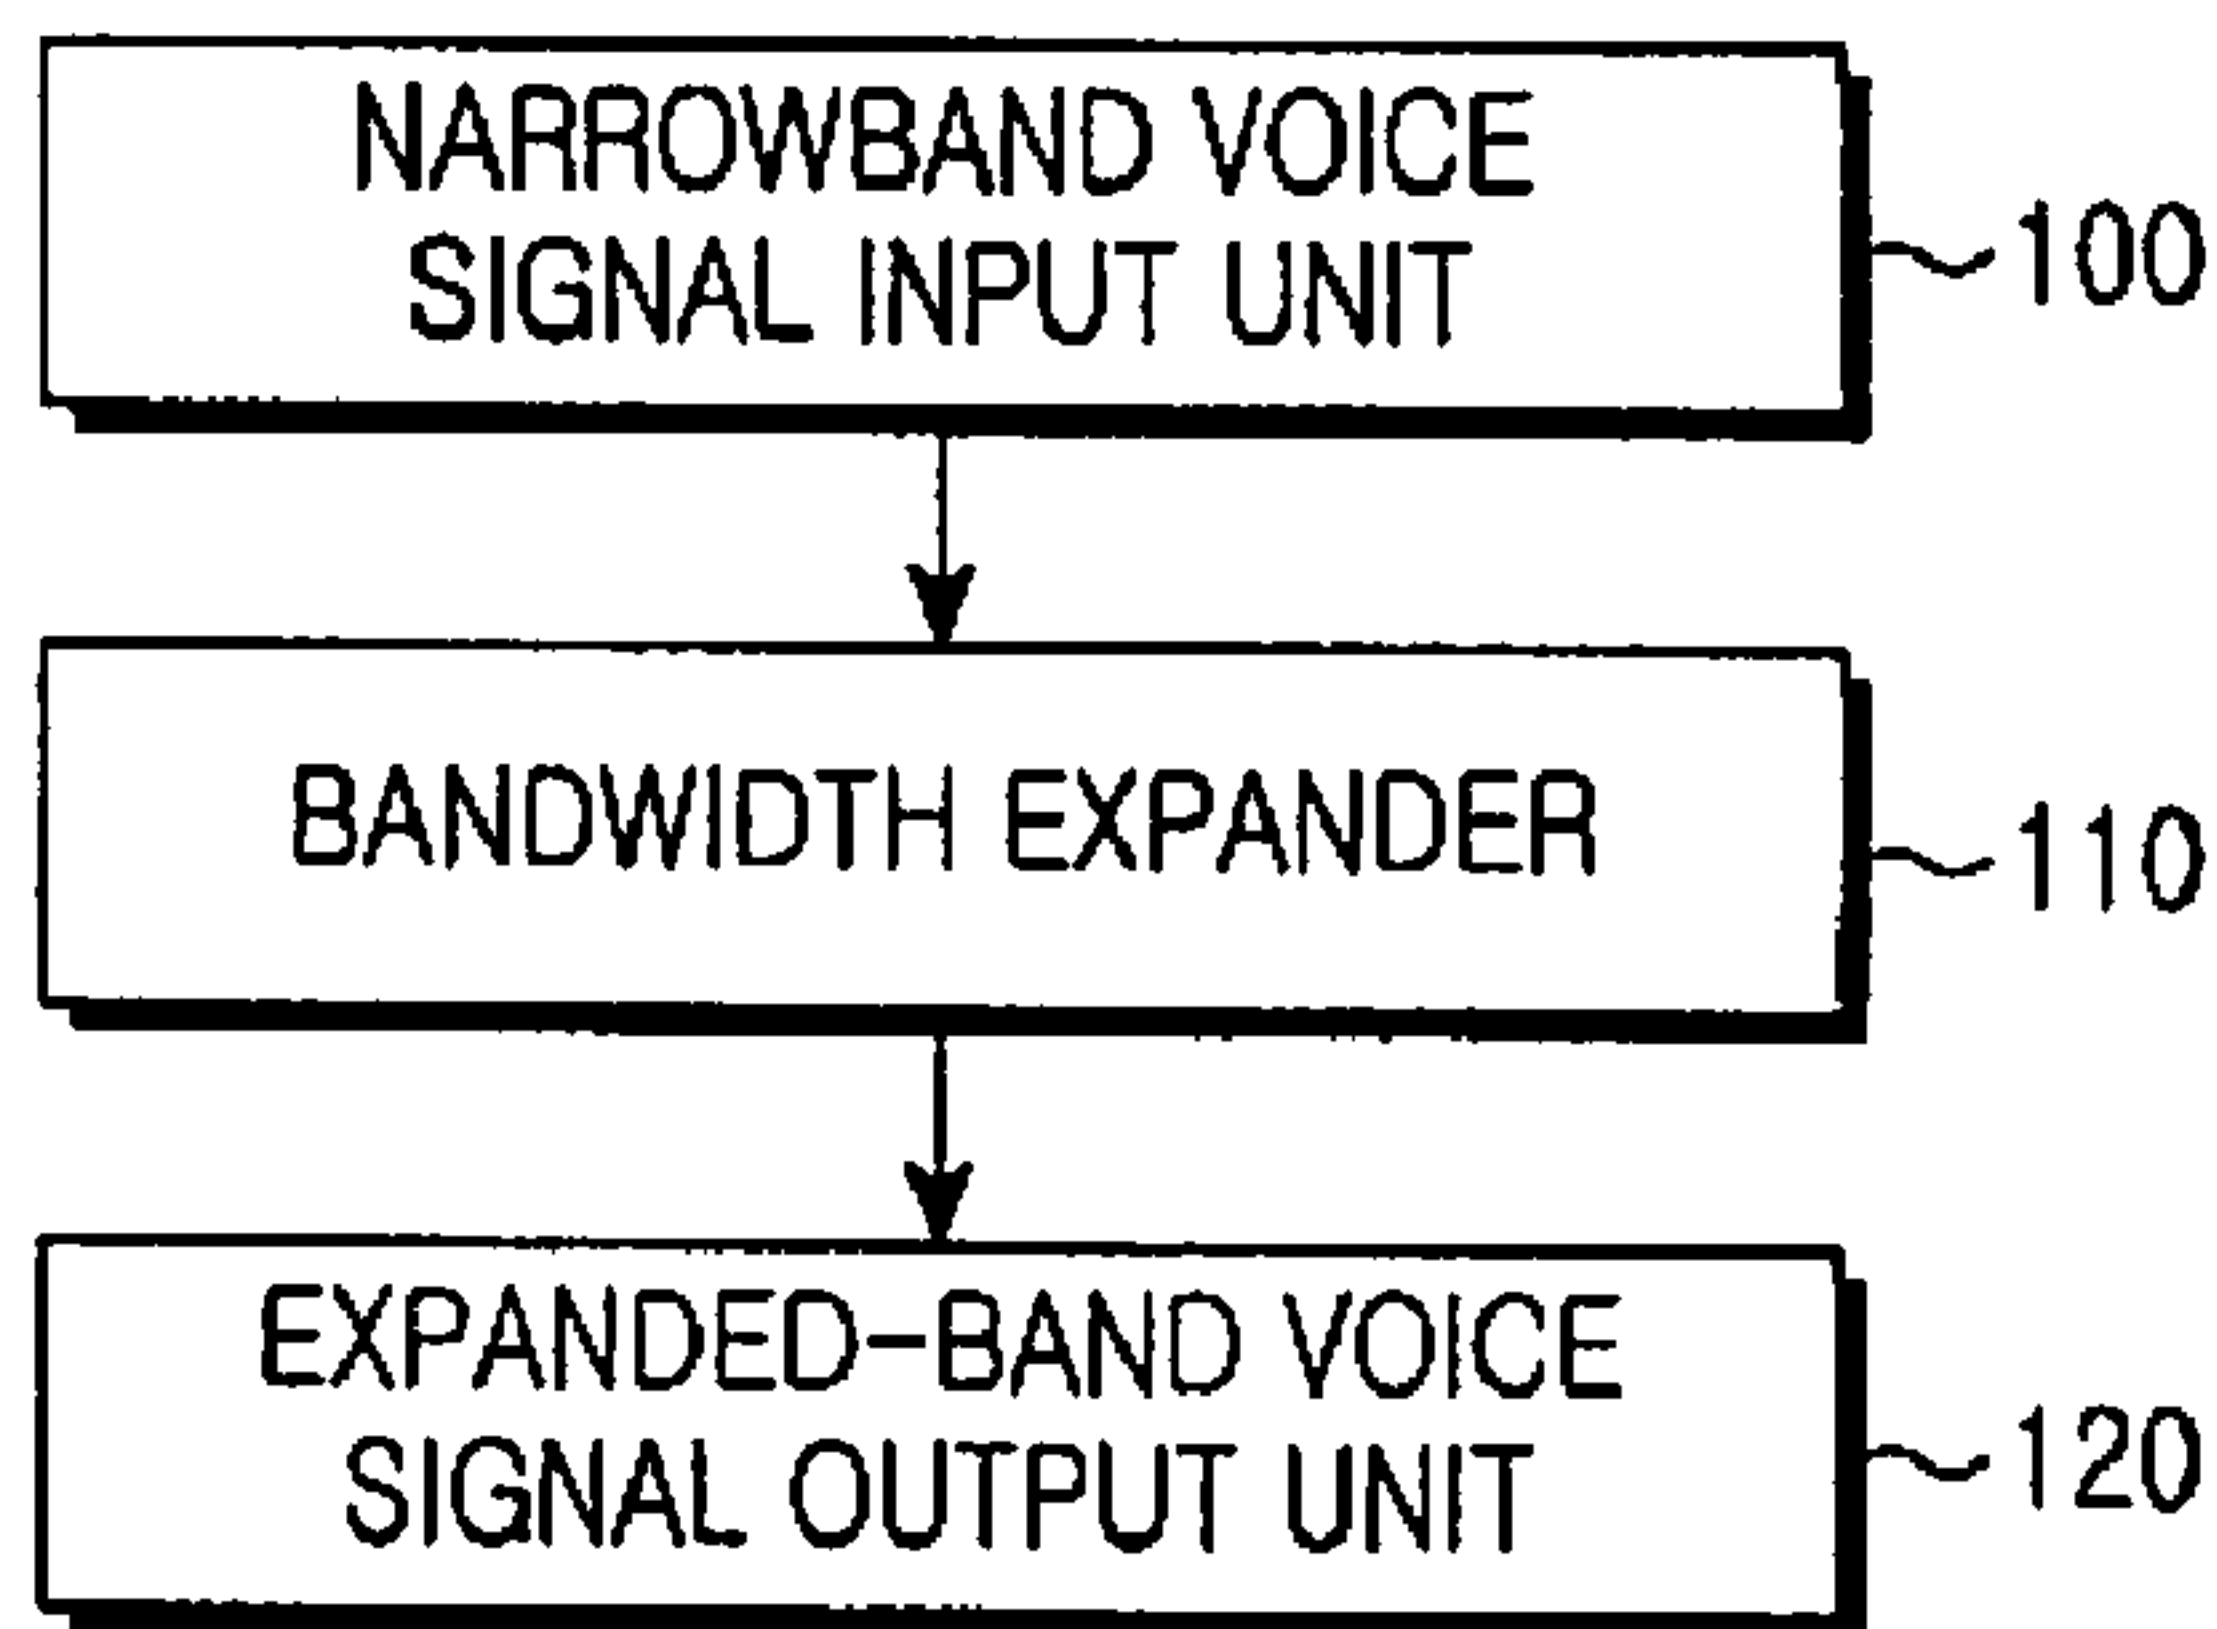 NARROWBAND VOICE
SIGNAL INPUT UNIT
100
BANDWIDTH EXPANDER
110
EXPANDED-BAND VOICE
SIGNAL OUTPUT UNIT
120